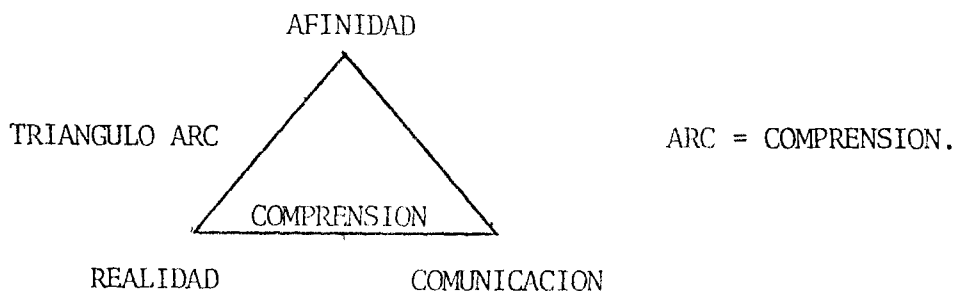 AFINIDAD
TRIANGULO ARC
ARC = COMPRENSION.
COMPRENSION
REALIDAD
COMUNICACION